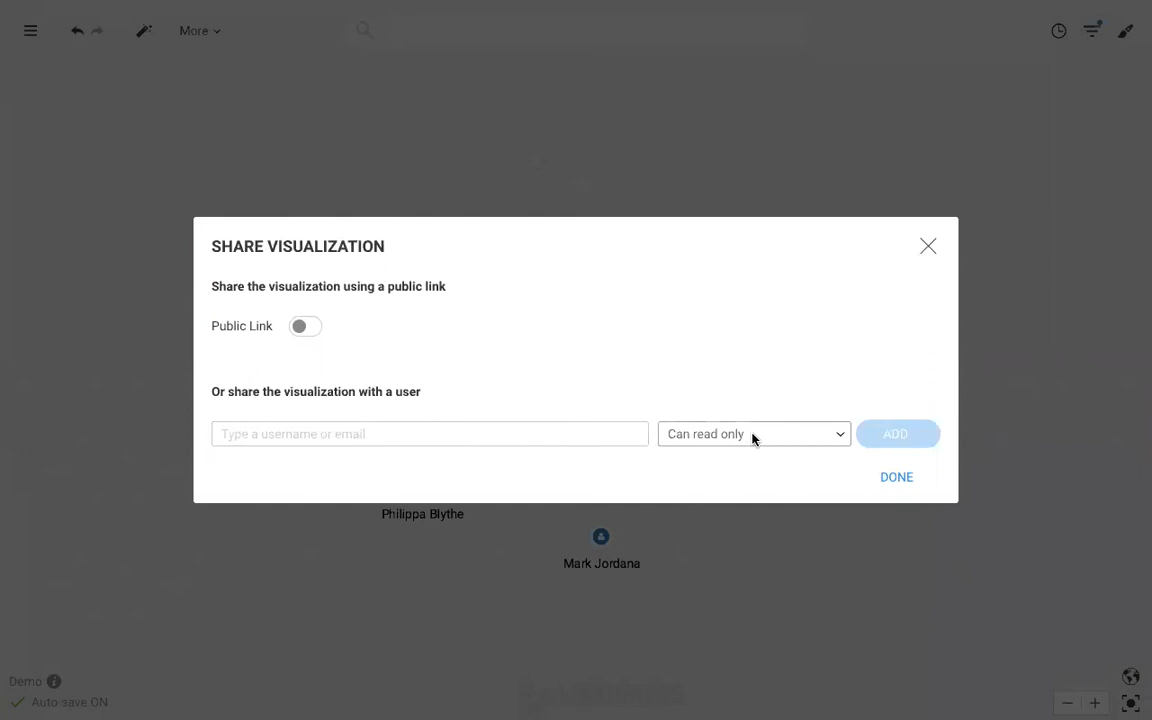 More
SHARE VISUALIZATION
Share the visualization using a public link
Public Link
Or share the visualization with a user
Type a username or email
Can read only
ADD
DONE
Philippa Blythe
Mark Jordana
Demo
Auto save ON